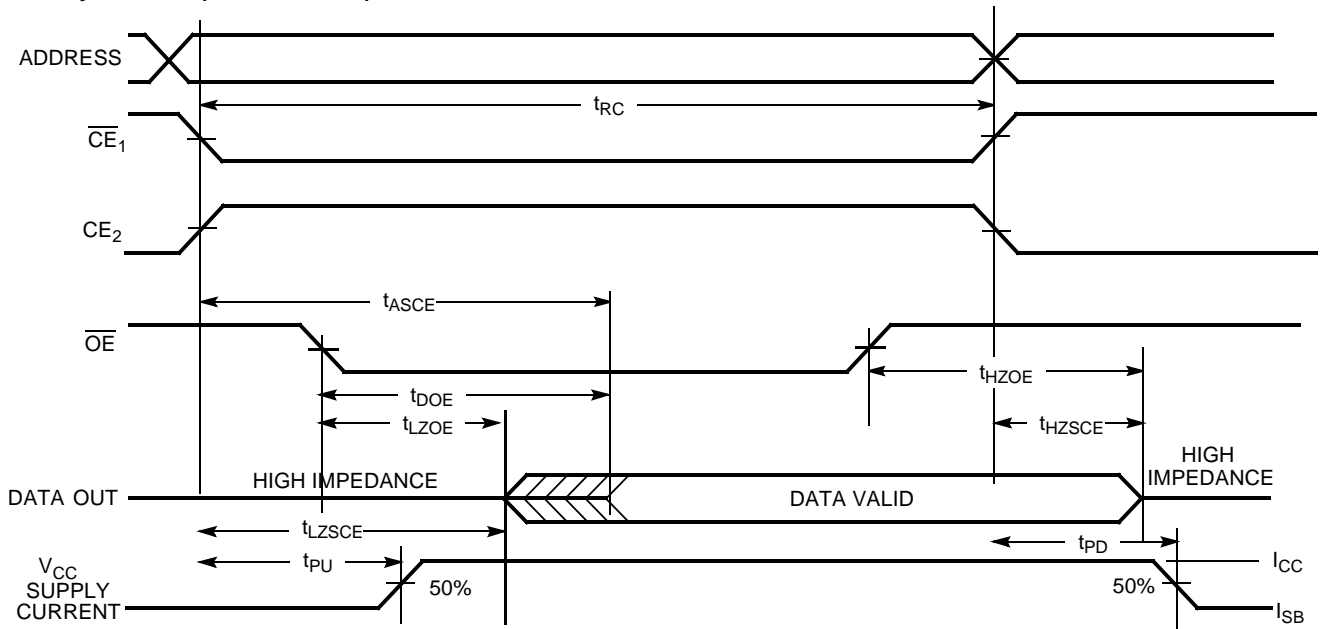 ADDRESS
tRC
CE1
CE2
tASCE
OE
tHZOE
tDOE
tLZOE
tHZSCE
HIGH IMPEDANCE
HIGH
IMPEDANCE
DATA OUT
DATA VALID
tLZSCE
tPD
tPU
VCC
SUPPLY
CURRENT
50%
50%
ICC
ISB